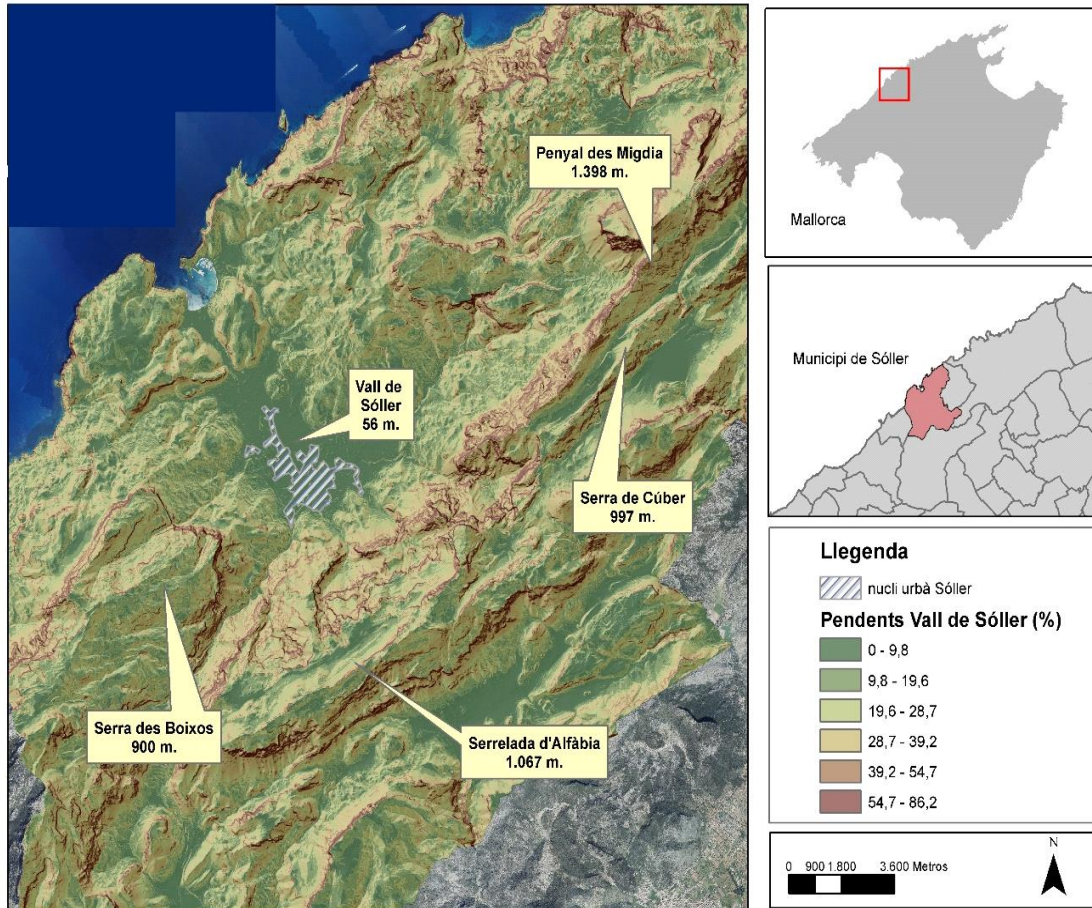 Penyal des Migdia
1.398 m.
Vall de
Sóller
56 m.
Serra de Cúber
997 m.
Serra des Boixos
900 m.
Serrelada d'Alfàbia
1.067 m.
Mallorca
Municipi de Sóller
Llegenda
nucli urbà Sóller
Pendents Vall de Sóller (%)
0 - 9,8
9,8 - 19,6
19,6 - 28,7
28,7 - 39,2
39,2 - 54,7
54,7 - 86,2
0 900 1.800 3.600 Metros
N